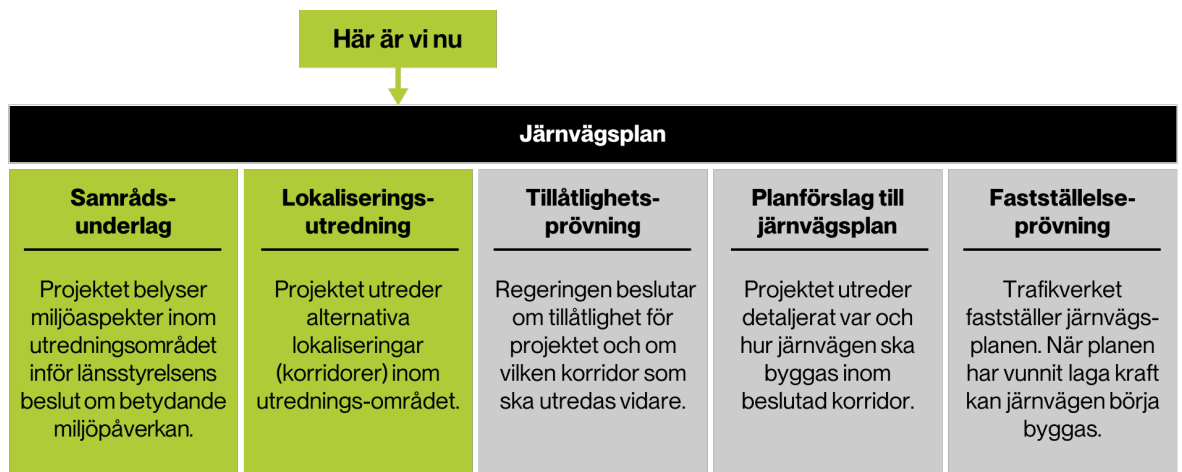 Här är vi nu
Järnvägsplan
Samråds-
underlag
Projektet belyser
miljöaspekter inom
utredningsområdet
inför länsstyrelsens
beslut om betydande
miljöpåverkan.
Lokaliserings-
utredning
Projektet utreder
alternativa
lokaliseringar
(korridorer) inom
utrednings-området.
Tillåtlighets-
prövning
Regeringen beslutar
om tillåtlighet för
projektet och om
vilken korridor som
ska utredas vidare.
Planförslag till
järnvägsplan
Projektet utreder
detaljerat var och
hur järnvägen ska
byggas inom
beslutad korridor.
Fastställelse-
prövning
Trafikverket
fastställer järnvägs-
planen. När planen
har vunnit laga kraft
kan järnvägen börja
byggas.